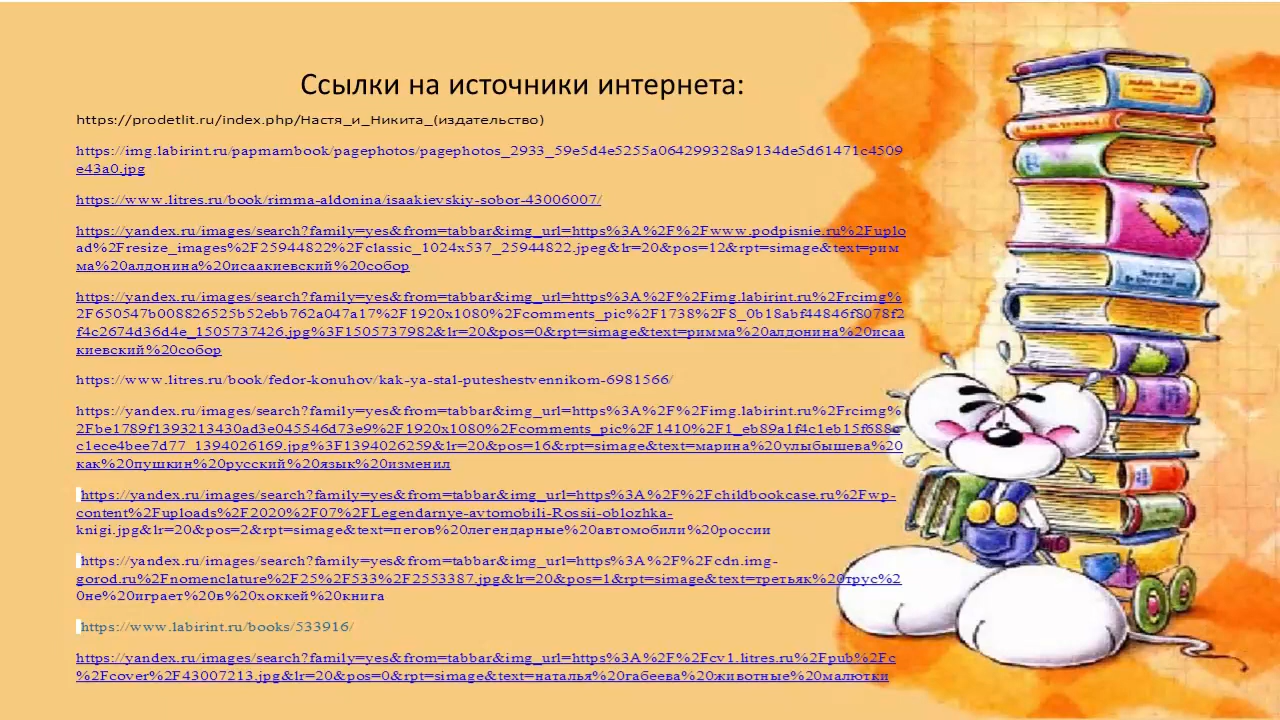 Ссылки на источники интернета:
https://prodetlit.ru/index.php/Настя_и_Никита_(издательство)
https://img.labirint.ru/papmambook/pagephotos/pagephotos_2933_59e5d4e5255a064299328a9134de5d61471c4509
e43a0.jpg
https://www.litres.ru/book/rimma-aldonina/isaakievskiy-sobor-43006007/
https://yandex.ru/images/search?family=yes&from=tabbar&img_url=https%3A%2F%2Fwww.podpisnie.ru%2Fuplo
ad%2Fresize_images%2F25944822%2Fclassic_1024x537_25944822.jpeg&lr=20&pos=12&rpt=simage&text=рим
ма%20алдонина%20исаакиевский%20собор
https://yandex.ru/images/search?family=yes&from=tabbar&img_url=https%3A%2F%2Fimg.labirint.ru%2Frcimg%
2F650547b008826525b52ebb762a047a17%2F1920x1080%2Fcomments_pic%2F1738%2F8_0b18abf44846f8078f2
f4c2674d36d4e_1505737426.jpg%3F1505737982&lr=20&pos=0&rpt=simage&text=римма%20алдонина%20исаа
киевский%20собор
https://www.litres.ru/book/fedor-konuhov/kak-ya-stal-puteshestvennikom-6981566/
https://yandex.ru/images/search?family=yes&from=tabbar&img_url=https%3A%2F%2Fimg.labirint.ru%2Frcimg%
2Fbe1789f1393213430ad3e045546d73e9%2F1920x1080%2Fcomments_pic%2F1410%2F1_eb89a1f4c1eb15f688c
c1ece4bee7d77_1394026169.jpg%3F1394026259&lr=20&pos=16&rpt=simage&text=марина%20улыбышева%20
как%20пушкин%20русский%20язык%20изменил
https://yandex.ru/images/search?family=yes&from=tabbar&img_url=https%3A%2F%2Fchildbookcase.ru%2Fwp-
content%2Fuploads%2F2020%2F07%2FLegendarnye-avtomobili-Rossii-oblozhka-
knigi.jpg&lr=20&pos=2&rpt=simage&text=пегов%20легендарные%20автомобили%20россии
https://yandex.ru/images/search?family=yes&from=tabbar&img_url=https%3A%2F%2Fcdn.img-
gorod.ru%2Fnomenclature%2F25%2F533%2F2553387.jpg&lr=20&pos=1&rpt=simage&text=третьяк%20трус%2
0не%20играет%20в%20хоккей%20книга
https://www.labirint.ru/books/533916/
https://yandex.ru/images/search?family=yes&from=tabbar&img_url=https%3A%2F%2Fcv1.litres.ru%2Fpub%2Fc
%2Fcover%2F43007213.jpg&lr=20&pos=0&rpt=simage&text=наталья%20габеева%20животные%20малютки